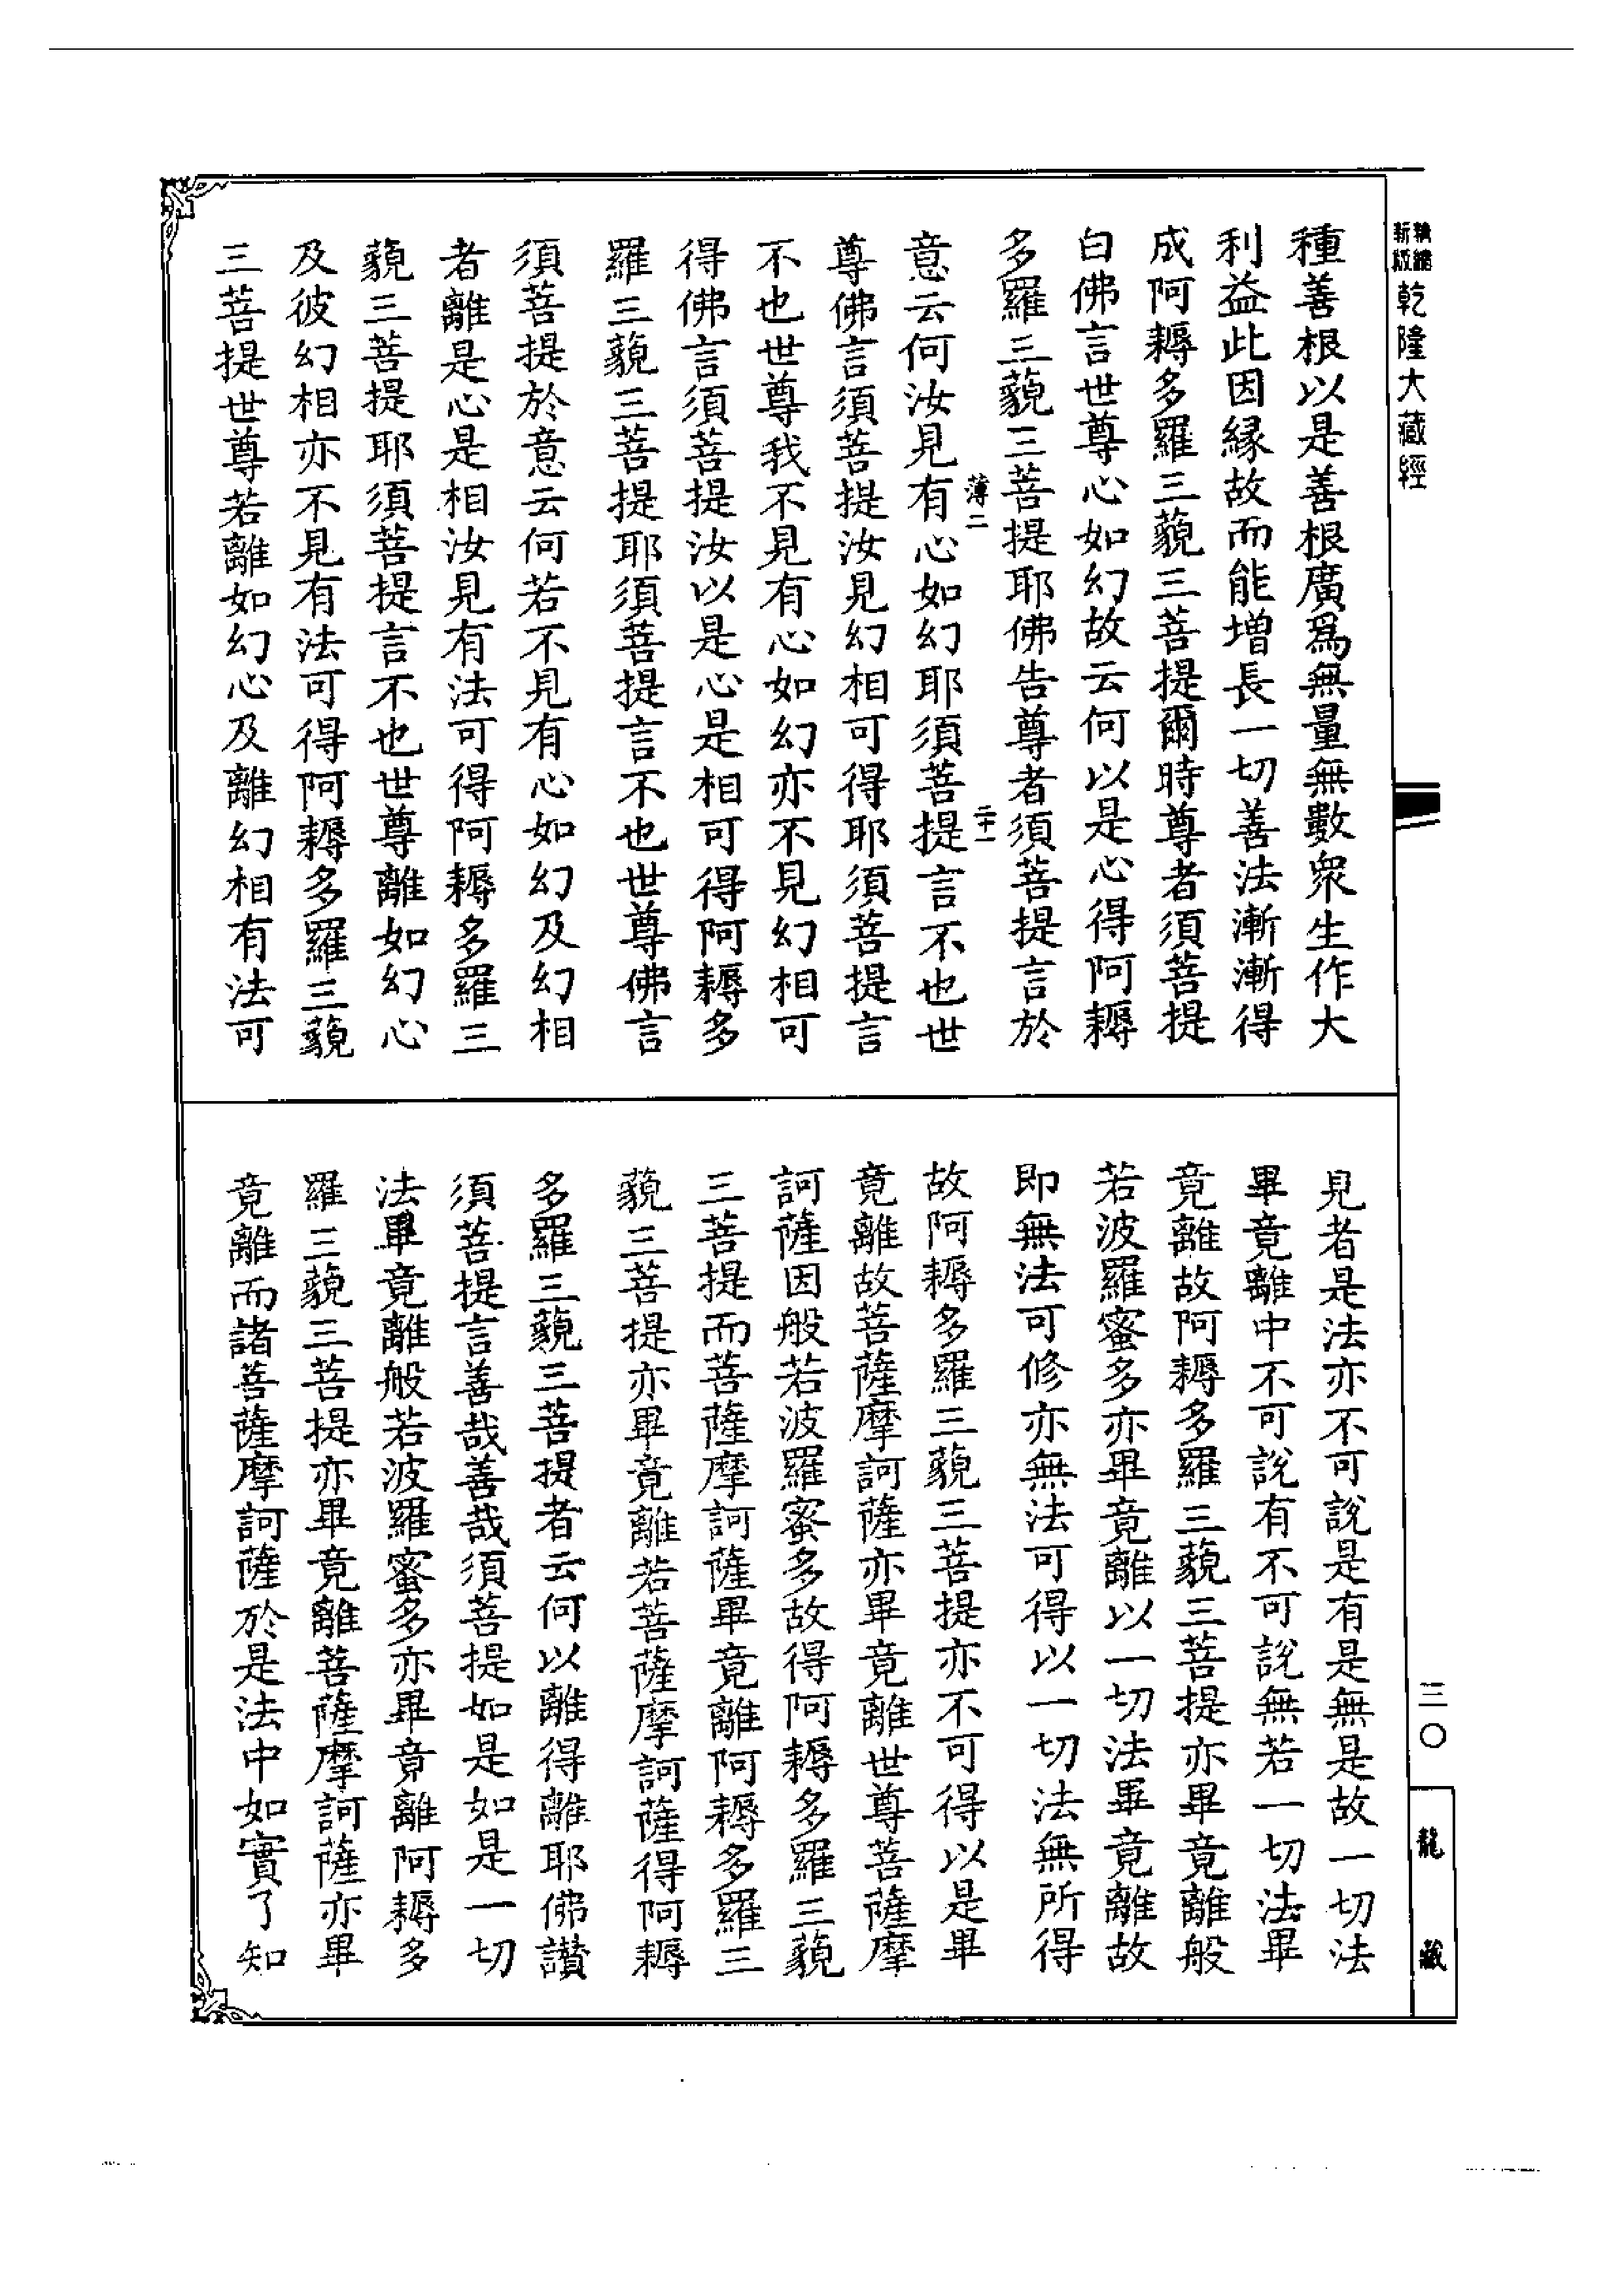 新版
乾隆大藏經
種善根以是善根廣為無量無數眾生作大
利益此因緣故而能增長一切善法漸漸得
成阿耨多羅三藐三菩提爾時尊者須菩提
白佛言世尊心如幻故云何以是心得阿耨
多羅三藐三菩提耶佛告尊者須菩提言於
薄二
二十一
意云何汝見有心如幻耶須菩提言不也世
尊佛言須菩提汝見幻相可得耶須菩提言
不也世尊我不見有心如幻亦不見幻相可
得佛言須菩提汝以是心是相可得阿耨多
羅三藐三菩提耶須菩提言不也世尊佛言
須菩提於意云何若不見有心如幻及幻相
者離是心是相汝見有法可得阿耨多羅三
藐三菩提耶須菩提言不也世尊離如幻心
及彼幻相亦不見有法可得阿耨多羅三藐
三菩提世尊若離如幻心及離幻相有法可
見者是法亦不可說是有是無是故一切法
畢竟離中不可說有不可說無若一切法畢
竟離故阿耨多羅三藐三菩提亦畢竟離般
若波羅蜜多亦畢竟離以一切法畢竟離故
即無法可修亦無法可得以一切法無所得
故阿耨多羅三藐三菩提亦不可得以是畢
竟離故菩薩摩訶薩亦畢竟離世尊菩薩摩
訶薩因般若波羅蜜多故得阿耨多羅三藐
三菩提而菩薩摩訶薩畢竟離阿耨多羅三
藐三菩提亦畢竟離若菩薩摩訶薩得阿耨
多羅三藐三菩提者云何以離得離耶佛讚
須菩提言善哉善哉須菩提如是如是一切
法畢竟離般若波羅蜜多亦畢竟離阿耨多
羅三藐三菩提亦畢竟離菩薩摩訶薩亦畢
竟離而諸菩薩摩訶薩於是法中如實了知
三〇
龍藏